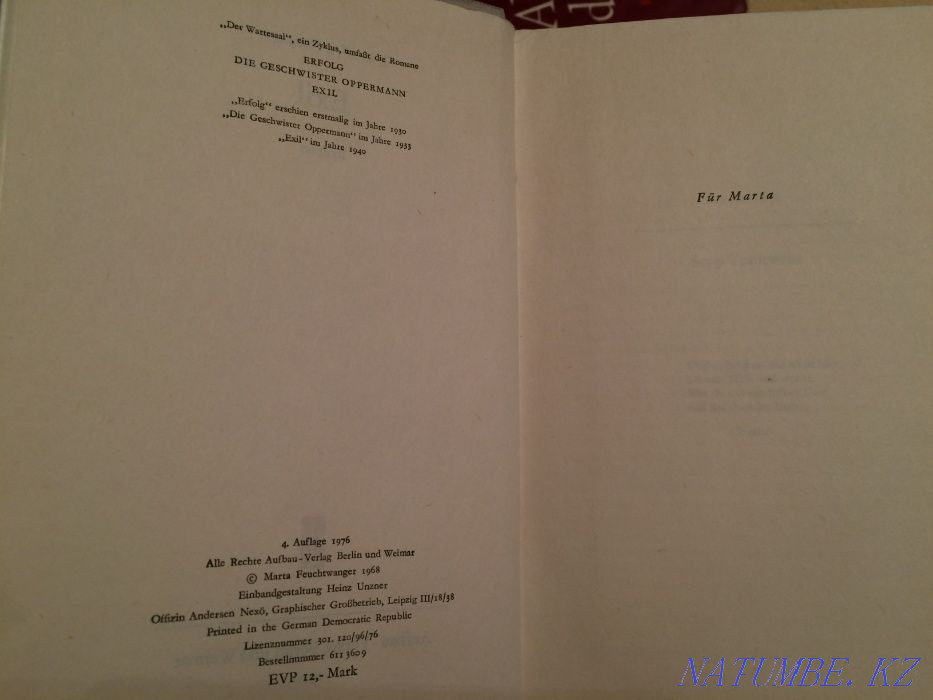 „Der Wartesaal“, ein Zyklus, umfaßt die Romane
ERFOLG
DIE GESCHWISTER OPPERMANN
EXIL
„Erfolg“ erschien erstmalig im Jahre 1930
„Die Geschwister Oppermann“ im Jahre 1933
„Exil“ im Jahre 1940
4. Auflage 1976
Alle Rechte Aufbau-Verlag Berlin und Weimar
© Marta Feuchtwanger 1968
Einbandgestaltung Heinz Unzner
Offizin Andersen Nexö, Graphischer Großbetrieb, Leipzig III/18/38
Printed in the German Democratic Republic
Lizenznummer 301. 120/96/76
Bestellnummer 611 3609
EVP 12,- Mark
Für Marta
NATUMBE. KZ